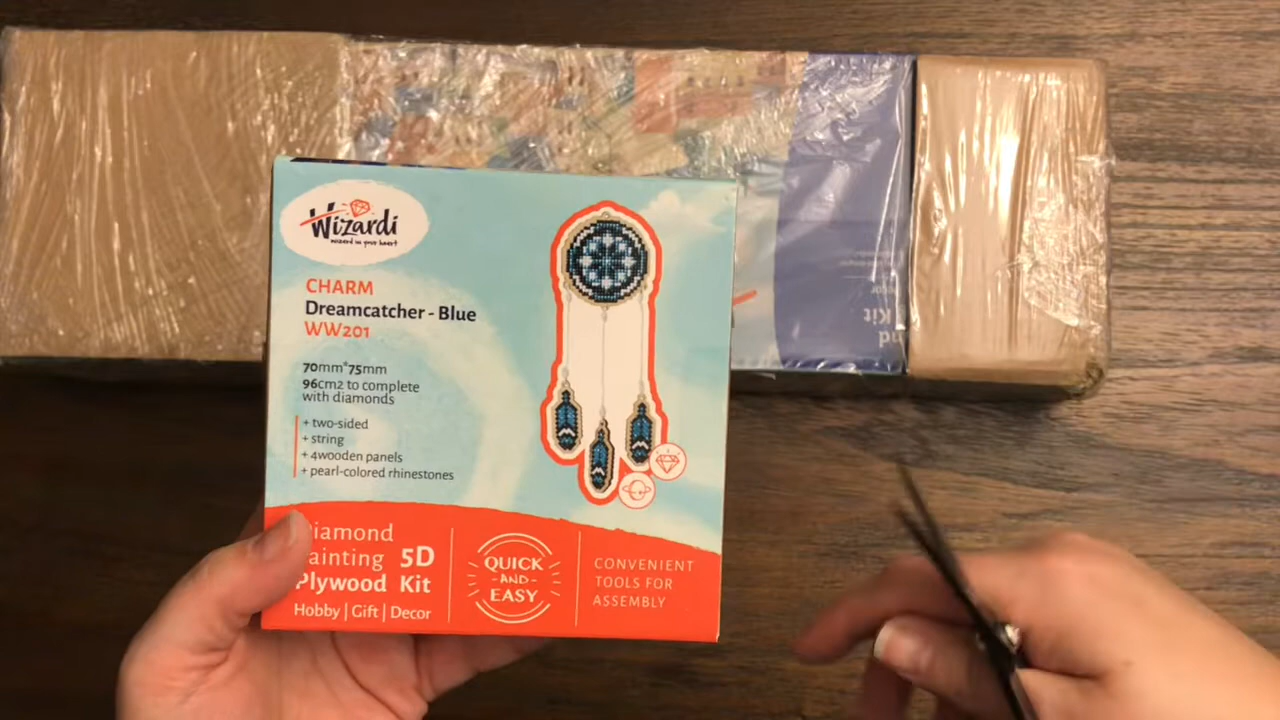 Wizardi
wizard in your heart
CHARM
Dreamcatcher - Blue
WW201
70mm*75mm
96cm2 to complete
with diamonds
+ two-sided
+ string
+ 4wooden panels
+ pearl-colored rhinestones
iamond
ainting 5D
Plywood Kit
Hobby | Gift | Decor
QUICK
-AND-
EASY
CONVENIENT
TOOLS FOR
ASSEMBLY
Kit